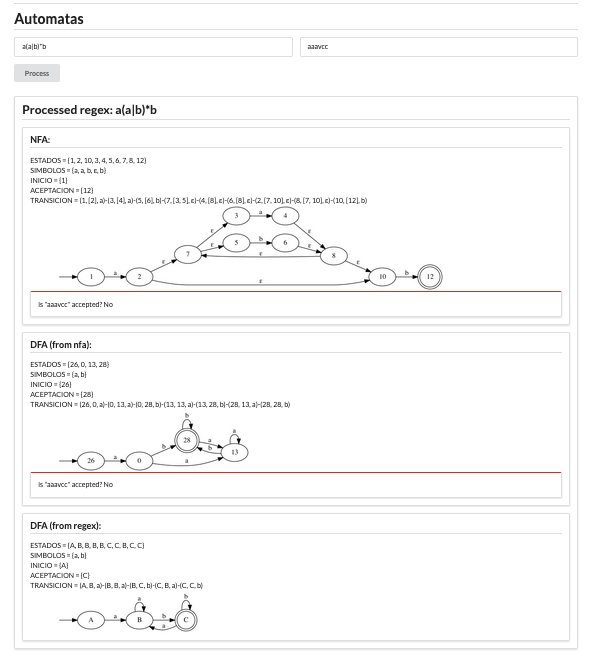 Automatas
a(a|b)*b
aaavcc
Process
Processed regex: a(a|b)*b
NFA:
ESTADOS = {1, 2, 10, 3, 4, 5, 6, 7, 8, 12}
SIMBOLOS = {a, a, b, ε, b}
INICIO = {1}
ACEPTACION = {12}
TRANSICION = (1, [2], a)-(3, [4], a)-(5, [6], b)-(7, [3, 5], ε)-(4, [8], ε)-(6, [8], ε)-(2, [7, 10], ε)-(8, [7, 10], ε)-(10, [12], b)
3 a 4
ε ε
5 b 6
ε ε
7 8
ε ε
1 a 2 ε 10 b 12
Is "aaavcc" accepted? No
DFA (from nfa):
ESTADOS = {26, 0, 13, 28}
SIMBOLOS = {a, b}
INICIO = {26}
ACEPTACION = {28}
TRANSICION = (26, 0, a)-(0, 13, a)-(0, 28, b)-(13, 13, a)-(13, 28, b)-(28, 13, a)-(28, 28, b)
b
28 a a
b b 13
26 a 0 a
Is "aaavcc" accepted? No
DFA (from regex):
ESTADOS = {A, B, B, B, B, C, C, B, C, C}
SIMBOLOS = {a, b}
INICIO = {A}
ACEPTACION = {C}
TRANSICION = (A, B, a)-(B, B, a)-(B, C, b)-(C, B, a)-(C, C, b)
a b
A a B b C
a